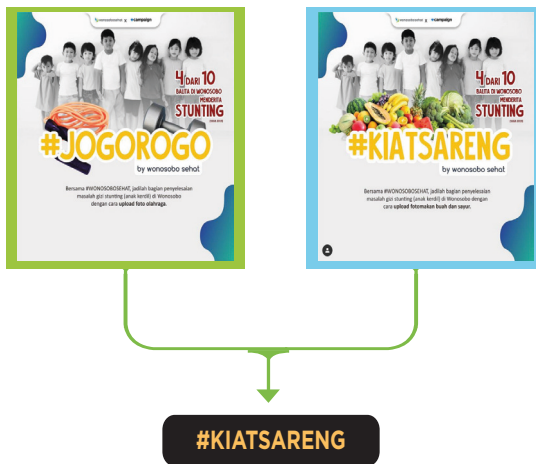 wonosobosehat x campaign
4 DARI 10
BALITA DI WONOSOBO
MENDERITA
STUNTING
#JOGOROGO
by wonosobo sehat
Bersama #WONOSOBOSEHAT, jadilah bagian penyelesaian
masalah gizi stunting (anak kerdil) di Wonosobo
dengan cara upload foto olahraga.
wonosobosehat x campaign
4 DARI 10
BALITA DI WONOSOBO
MENDERITA
STUNTING
#KIATSARENG
by wonosobo sehat
Bersama #WONOSOBOSEHAT, jadilah bagian penyelesaian
masalah gizi stunting (anak kerdil) di Wonosobo dengan
cara upload fotomakan buah dan sayur.
#KIATSARENG